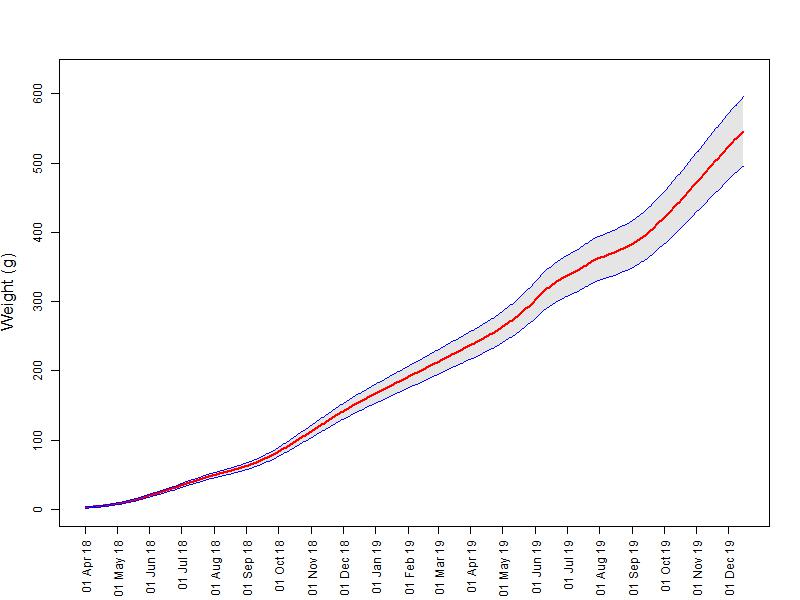 Weight (g)
600
500
400
300
200
100
0
01 Apr 18
01 May 18
01 Jun 18
01 Jul 18
01 Aug 18
01 Sep 18
01 Oct 18
01 Nov 18
01 Dec 18
01 Jan 19
01 Feb 19
01 Mar 19
01 Apr 19
01 May 19
01 Jun 19
01 Jul 19
01 Aug 19
01 Sep 19
01 Oct 19
01 Nov 19
01 Dec 19